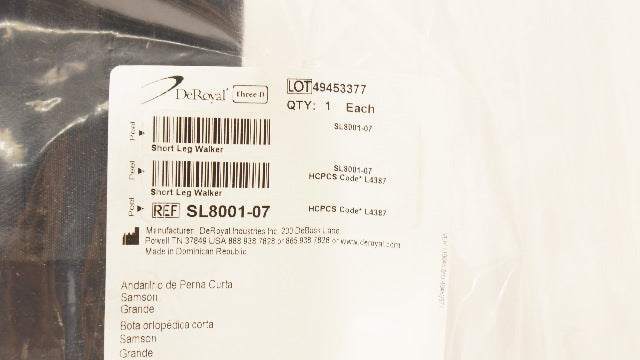 DeRoyal Three-D
LOT 49453377
QTY: 1 Each
Peel
SL8001-07
Short Leg Walker
Peel
SL8001-07
HCPCS Code* L4387
Short Leg Walker
Peel
REF SL8001-07
HCPCS Code* L4387
Manufacturer: DeRoyal Industries Inc. 200 DeBusk Lane
Powell TN 37849 USA 888.938.7828 or 865.938.7828 or www.deroyal.com
Made in Dominican Republic
Andarilho de Perna Curta
Samson
Grande
Bota ortopédica corta
Samson
Grande